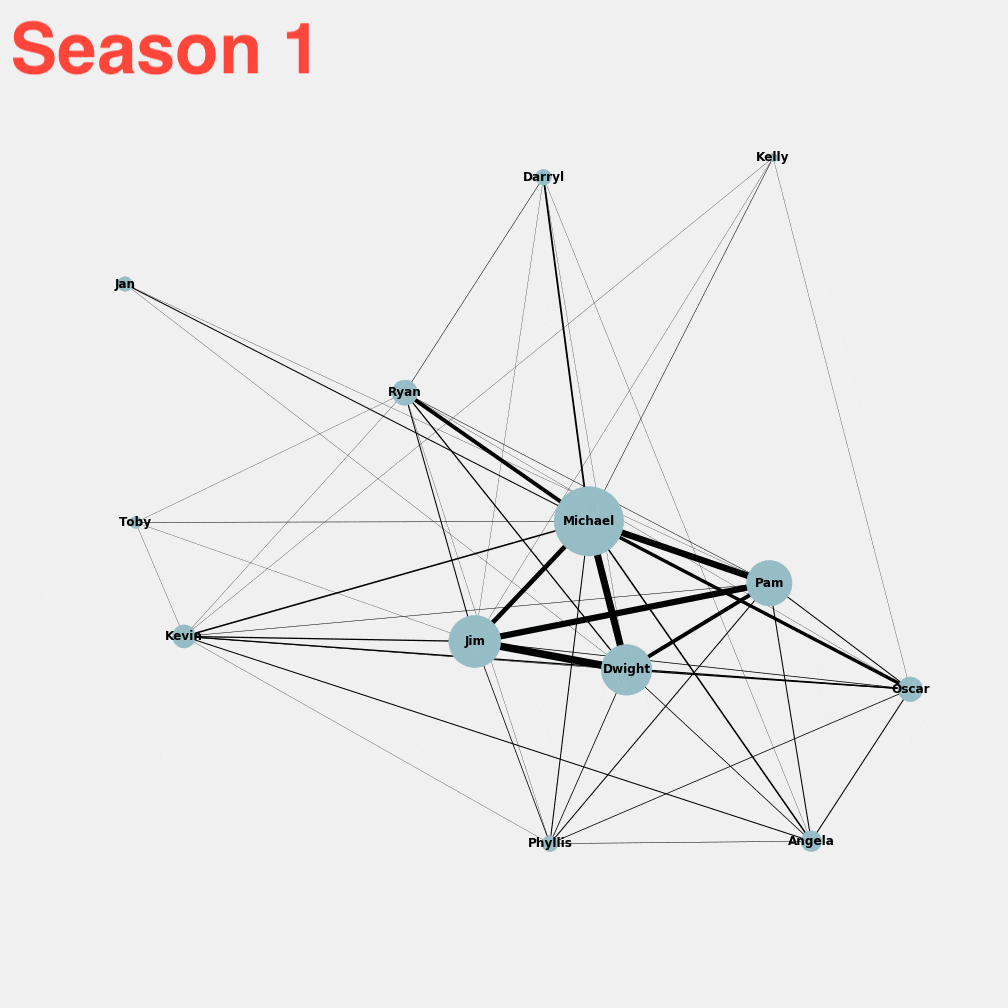 Season 1
Kelly
Darryl
Jan
Ryan
Michael
Toby
Pam
Kevin
Jim
Dwight
Oscar
Angela
Phyllis